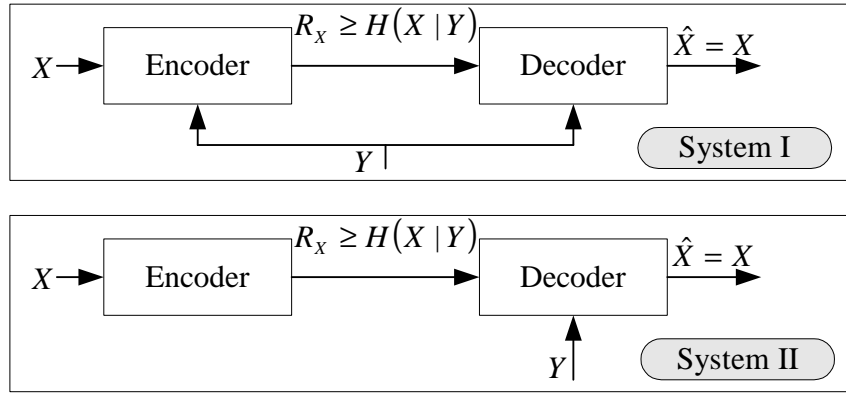 R_X ≥ H(X | Y)
X Encoder Decoder X̂ = X
Y
System I
R_X ≥ H(X | Y)
X Encoder Decoder X̂ = X
Y
System II